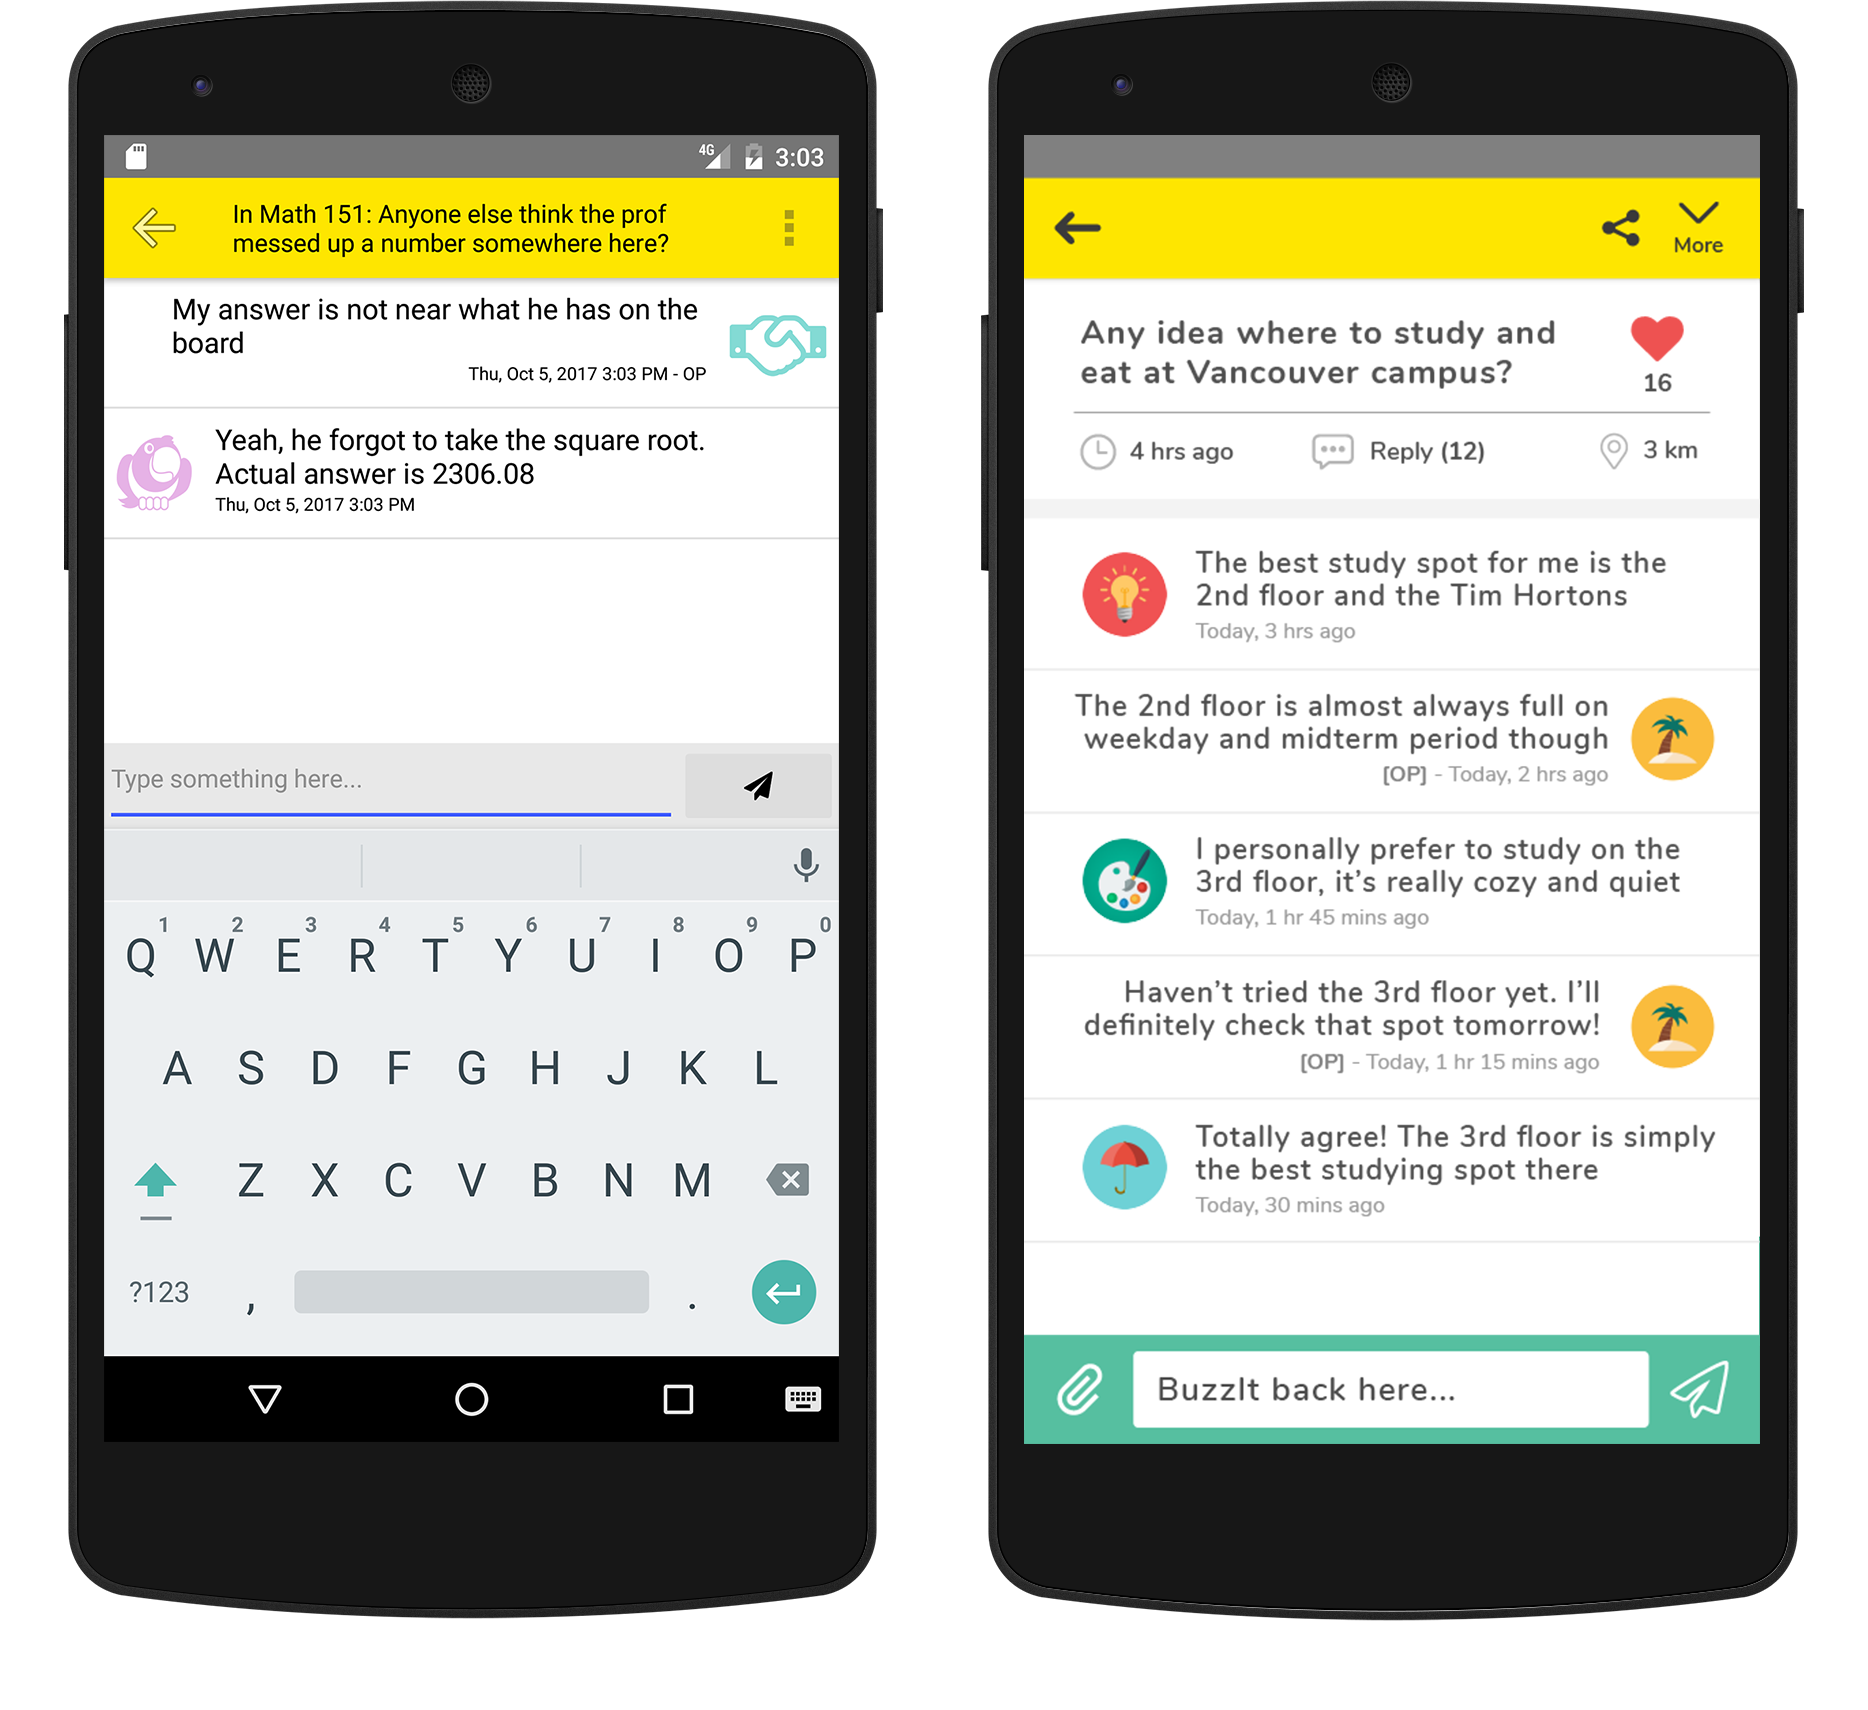 4G 3:03
In Math 151: Anyone else think the prof
messed up a number somewhere here?
My answer is not near what he has on the
board
Thu, Oct 5, 2017 3:03 PM - OP
Yeah, he forgot to take the square root.
Actual answer is 2306.08
Thu, Oct 5, 2017 3:03 PM
Type something here...
1 2 3 4 5 6 7 8 9 0
Q W E R T Y U I O P
A S D F G H J K L
Z X C V B N M
?123 , .
More
Any idea where to study and
eat at Vancouver campus?
16
4 hrs ago Reply (12) 3 km
The best study spot for me is the
2nd floor and the Tim Hortons
Today, 3 hrs ago
The 2nd floor is almost always full on
weekday and midterm period though
[OP] - Today, 2 hrs ago
I personally prefer to study on the
3rd floor, it's really cozy and quiet
Today, 1 hr 45 mins ago
Haven't tried the 3rd floor yet. I'll
definitely check that spot tomorrow!
[OP] - Today, 1 hr 15 mins ago
Totally agree! The 3rd floor is simply
the best studying spot there
Today, 30 mins ago
BuzzIt back here...